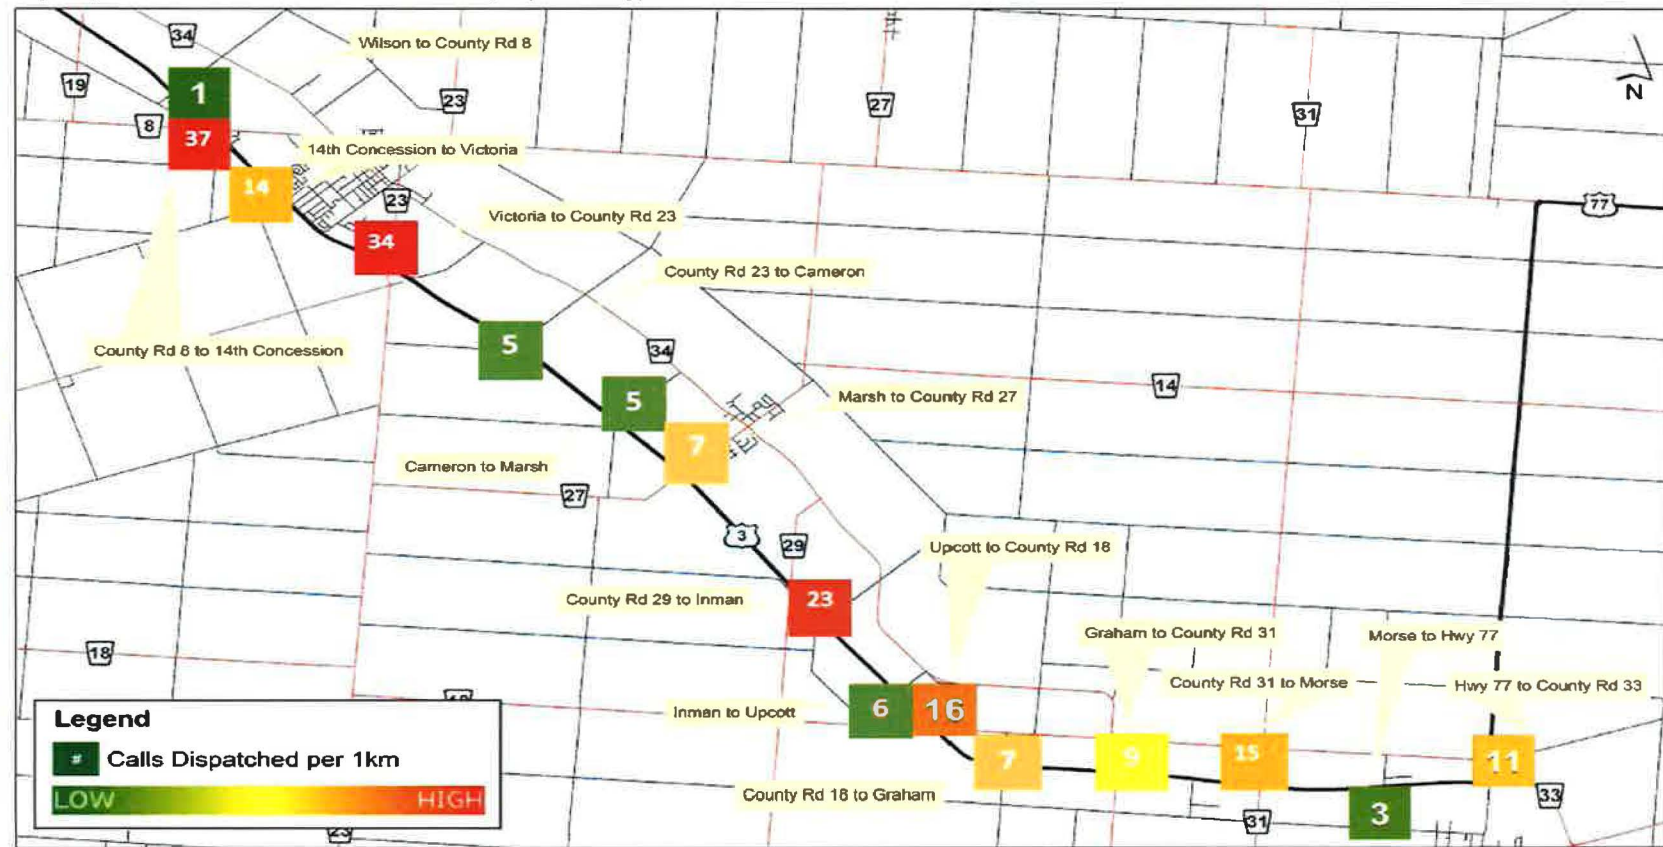 34
Wilson to County Rd 8
19
1
23
27
31
N
8
37
14th Concession to Victoria
14
23
77
Victoria to County Rd 23
34
County Rd 23 to Cameron
County Rd 8 to 14th Concession
5
34
14
5
Marsh to County Rd 27
7
Cameron to Marsh
27
3
29
Upcott to County Rd 18
County Rd 29 to Inman
23
Graham to County Rd 31
Morse to Hwy 77
18
County Rd 31 to Morse
Hwy 77 to County Rd 33
Inman to Upcott
6
16
7
9
15
11
County Rd 18 to Graham
33
3
31
Legend
# Calls Dispatched per 1km
LOW
HIGH
23